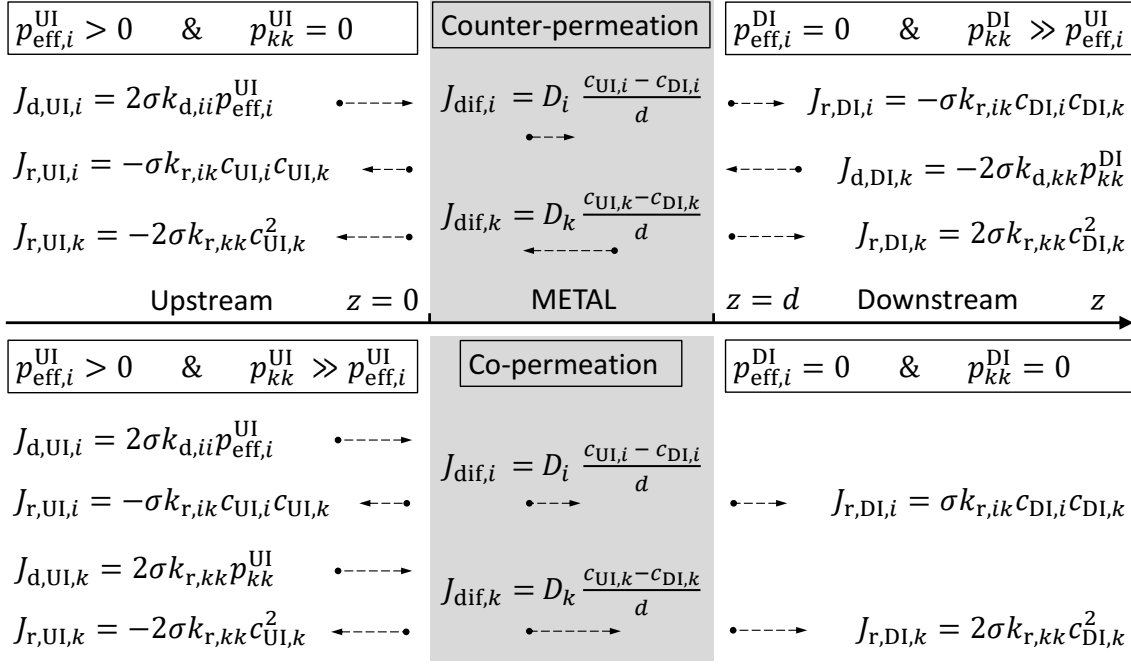 p_{eff,i}^{UI} > 0 & p_{kk}^{UI} = 0
Counter-permeation
p_{eff,i}^{DI} = 0 & p_{kk}^{DI} ≫ p_{eff,i}^{UI}
J_{d,UI,i} = 2σk_{d,ii}p_{eff,i}^{UI}
J_{dif,i} = D_i \frac{c_{UI,i} − c_{DI,i}}{d}
J_{r,DI,i} = −σk_{r,ik}c_{DI,i}c_{DI,k}
J_{r,UI,i} = −σk_{r,ik}c_{UI,i}c_{UI,k}
J_{d,DI,k} = −2σk_{d,kk}p_{kk}^{DI}
J_{r,UI,k} = −2σk_{r,kk}c_{UI,k}^{2}
J_{dif,k} = D_k \frac{c_{UI,k}−c_{DI,k}}{d}
J_{r,DI,k} = 2σk_{r,kk}c_{DI,k}^{2}
Upstream z = 0 METAL z = d Downstream z
p_{eff,i}^{UI} > 0 & p_{kk}^{UI} ≫ p_{eff,i}^{UI}
Co-permeation
p_{eff,i}^{DI} = 0 & p_{kk}^{DI} = 0
J_{d,UI,i} = 2σk_{d,ii}p_{eff,i}^{UI}
J_{dif,i} = D_i \frac{c_{UI,i} − c_{DI,i}}{d}
J_{r,UI,i} = −σk_{r,ik}c_{UI,i}c_{UI,k}
J_{r,DI,i} = σk_{r,ik}c_{DI,i}c_{DI,k}
J_{d,UI,k} = 2σk_{r,kk}p_{kk}^{UI}
J_{dif,k} = D_k \frac{c_{UI,k}−c_{DI,k}}{d}
J_{r,UI,k} = −2σk_{r,kk}c_{UI,k}^{2}
J_{r,DI,k} = 2σk_{r,kk}c_{DI,k}^{2}